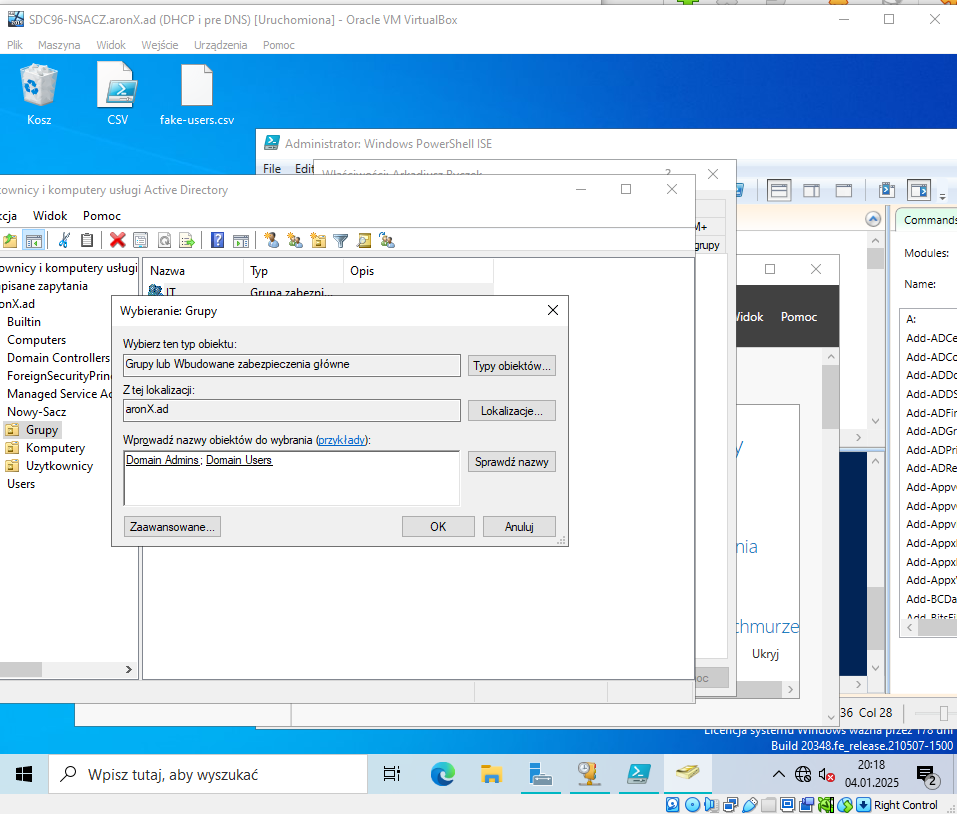 SDC96-NSACZ.aronX.ad (DHCP i pre DNS) [Uruchomiona] - Oracle VM VirtualBox
Plik Maszyna Widok Wejście Urządzenia Pomoc
Kosz
CSV
fake-users.csv
Administrator: Windows PowerShell ISE
File Edit
Właściwości: Arkadiusz
ownicy i komputery usługi Active Directory
cja Widok Pomoc
M+
grupy
Widok Pomoc
nia
chmurze
Ukryj
ownicy i komputery usługi
pisane zapytania
onX.ad
Builtin
Computers
Domain Controllers
ForeignSecurityPrin
Managed Service Ac
Nowy-Sacz
Grupy
Komputery
Uzytkownicy
Users
Nazwa Typ Opis
IT Grupa zabezpi...
Wybieranie: Grupy
Wybierz ten typ obiektu:
Grupy lub Wbudowane zabezpieczenia główne
Typy obiektów...
Z tej lokalizacji:
aronX.ad
Lokalizacje...
Wprowadź nazwy obiektów do wybrania (przykłady):
Domain Admins; Domain Users
Sprawdź nazwy
Zaawansowane...
OK
Anuluj
Commands
Modules:
Name:
A:
Add-ADCe
Add-ADCo
Add-ADDo
Add-ADDS
Add-ADFin
Add-ADGr
Add-ADPri
Add-ADRe
Add-Appv
Add-Appv
Add-Appv
Add-Appx
Add-Appx
Add-Appx
Add-BCDa
Add-BitsFi
oc
36 Col 28
Licencja systemu Windows ważna przez 178 dni
Build 20348.fe_release.210507-1500
Wpisz tutaj, aby wyszukać
20:18
04.01.2025
2
Right Control